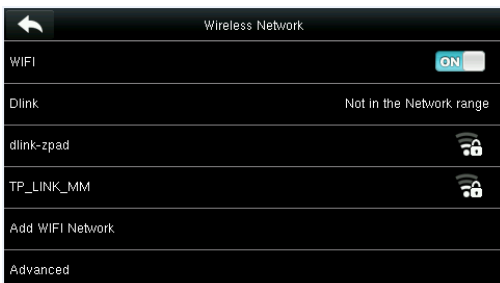 Wireless Network
WIFI ON
Dlink Not in the Network range
dlink-zpad
TP_LINK_MM
Add WIFI Network
Advanced